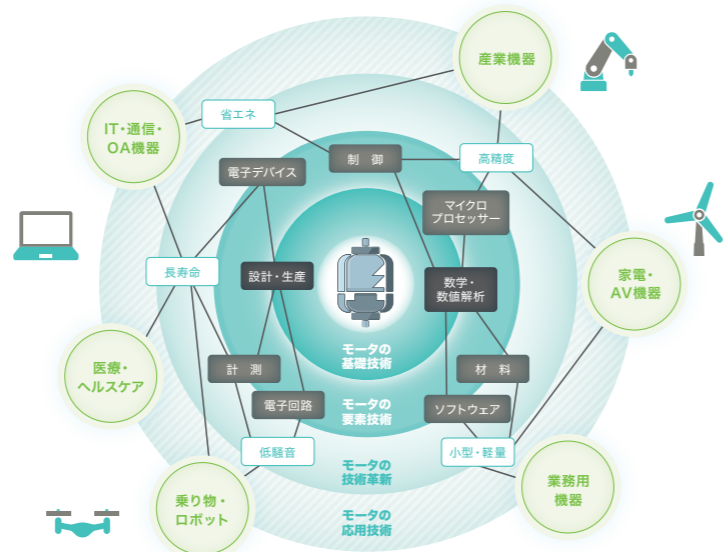 産業機器
省エネ
IT・通信・
OA機器
制 御
高精度
電子デバイス
マイクロ
プロセッサー
長寿命
設計・生産
数学・
数値解析
家電・
AV機器
モータの
基礎技術
医療・
ヘルスケア
計 測
材 料
電子回路
モータの
要素技術
ソフトウェア
低騒音
小型・軽量
モータの
技術革新
乗り物・
ロボット
業務用
機器
モータの
応用技術